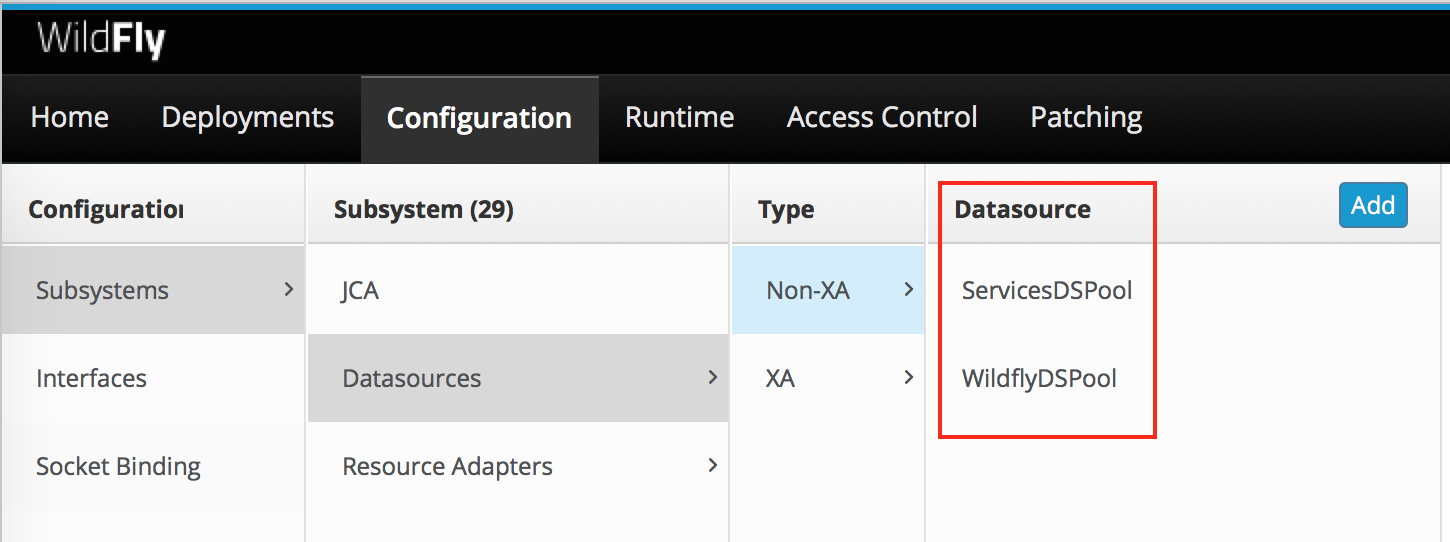 WildFly
Home Deployments Configuration Runtime Access Control Patching
Configuration Subsystem (29) Type Datasource Add
Subsystems JCA Non-XA ServicesDSPool
Interfaces Datasources XA WildflyDSPool
Socket Binding Resource Adapters